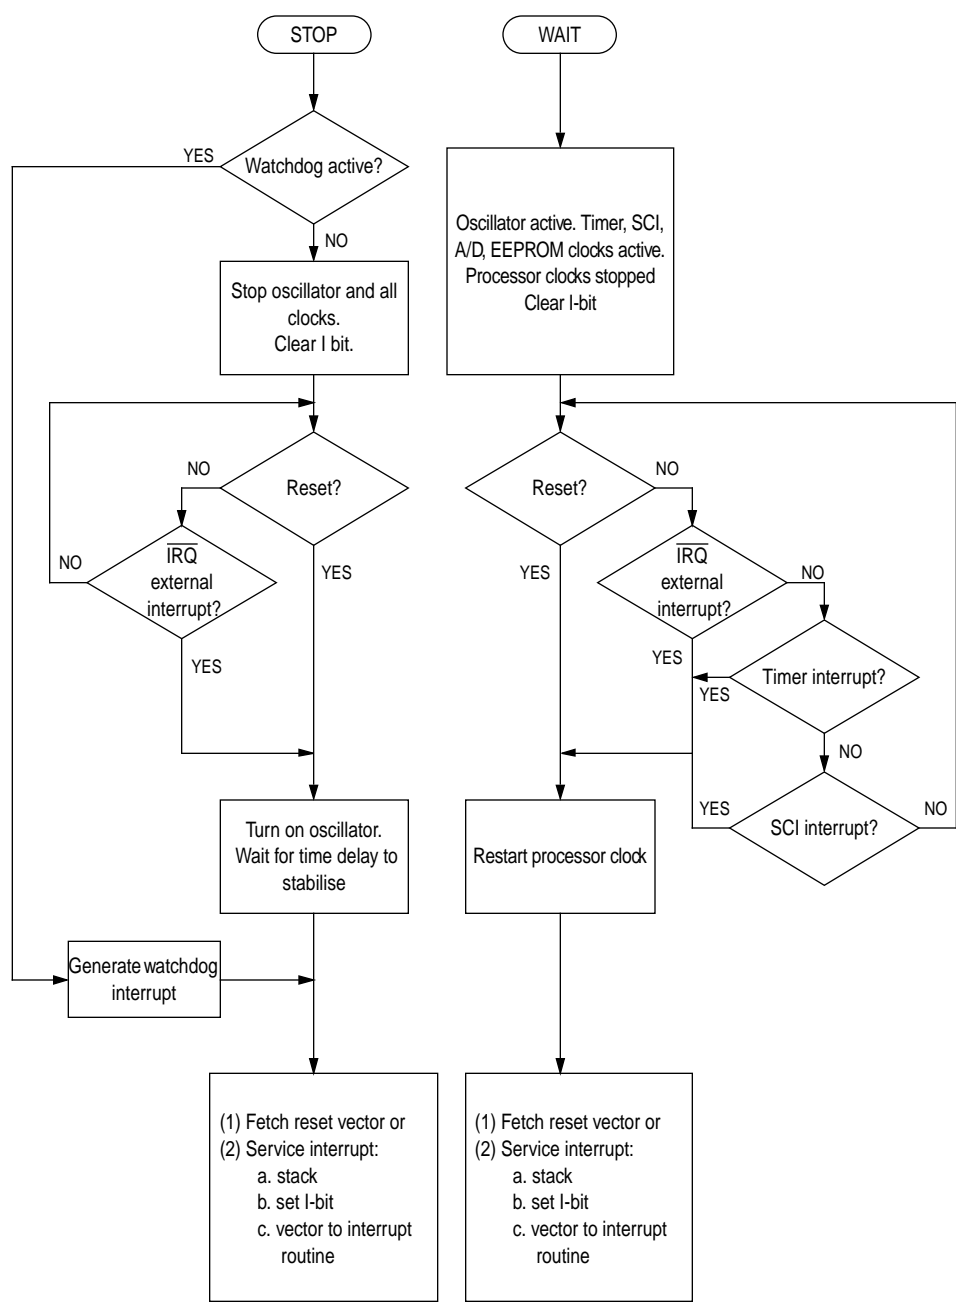 STOP
Watchdog active?
YES
NO
Stop oscillator and all
clocks.
Clear I bit.
Reset?
NO
YES
IRQ
external
interrupt?
NO
YES
Turn on oscillator.
Wait for time delay to
stabilise
Generate watchdog
interrupt
(1) Fetch reset vector or
(2) Service interrupt:
a. stack
b. set I-bit
c. vector to interrupt
routine
WAIT
Oscillator active. Timer, SCI,
A/D, EEPROM clocks active.
Processor clocks stopped
Clear I-bit
Reset?
NO
YES
IRQ
external
interrupt?
NO
YES
Timer interrupt?
YES
NO
SCI interrupt?
YES
NO
Restart processor clock
(1) Fetch reset vector or
(2) Service interrupt:
a. stack
b. set I-bit
c. vector to interrupt
routine